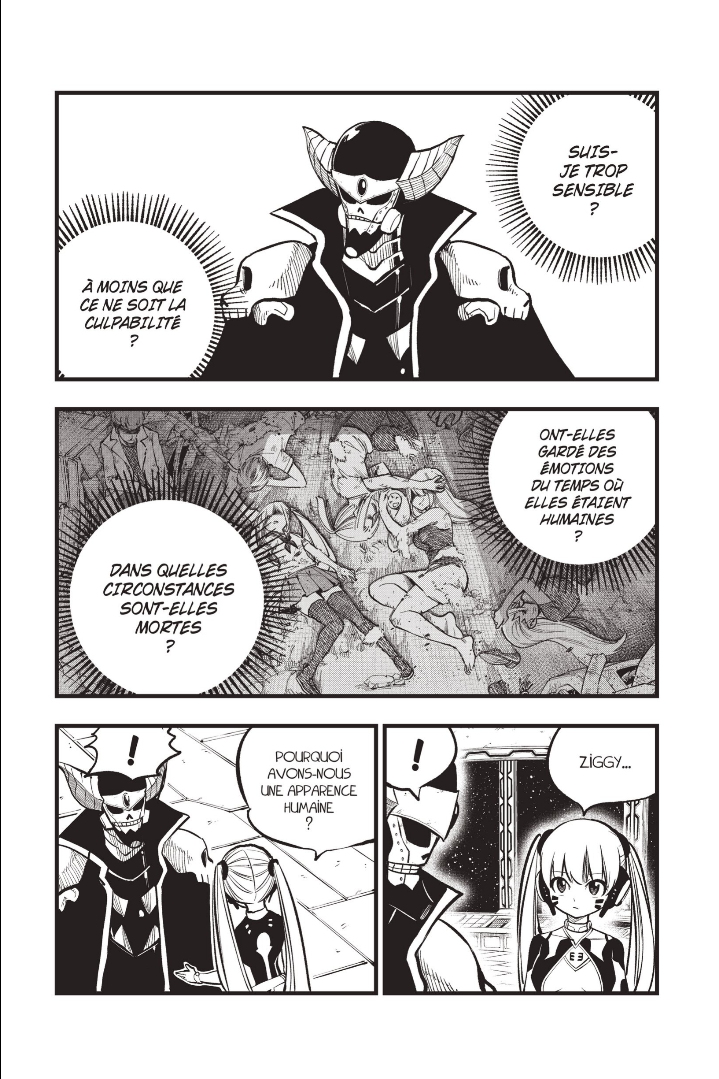 SUIS-
JE TROP
SENSIBLE
?
À MOINS QUE
CE NE SOIT LA
CULPABILITÉ
?
ONT-ELLES
GARDÉ DES
ÉMOTIONS
DU TEMPS OÙ
ELLES ÉTAIENT
HUMAINES
?
DANS QUELLES
CIRCONSTANCES
SONT-ELLES
MORTES
?
ZIGGY...
!
E3
POURQUOI
AVONS-NOUS
UNE APPARENCE
HUMAINE
?
!